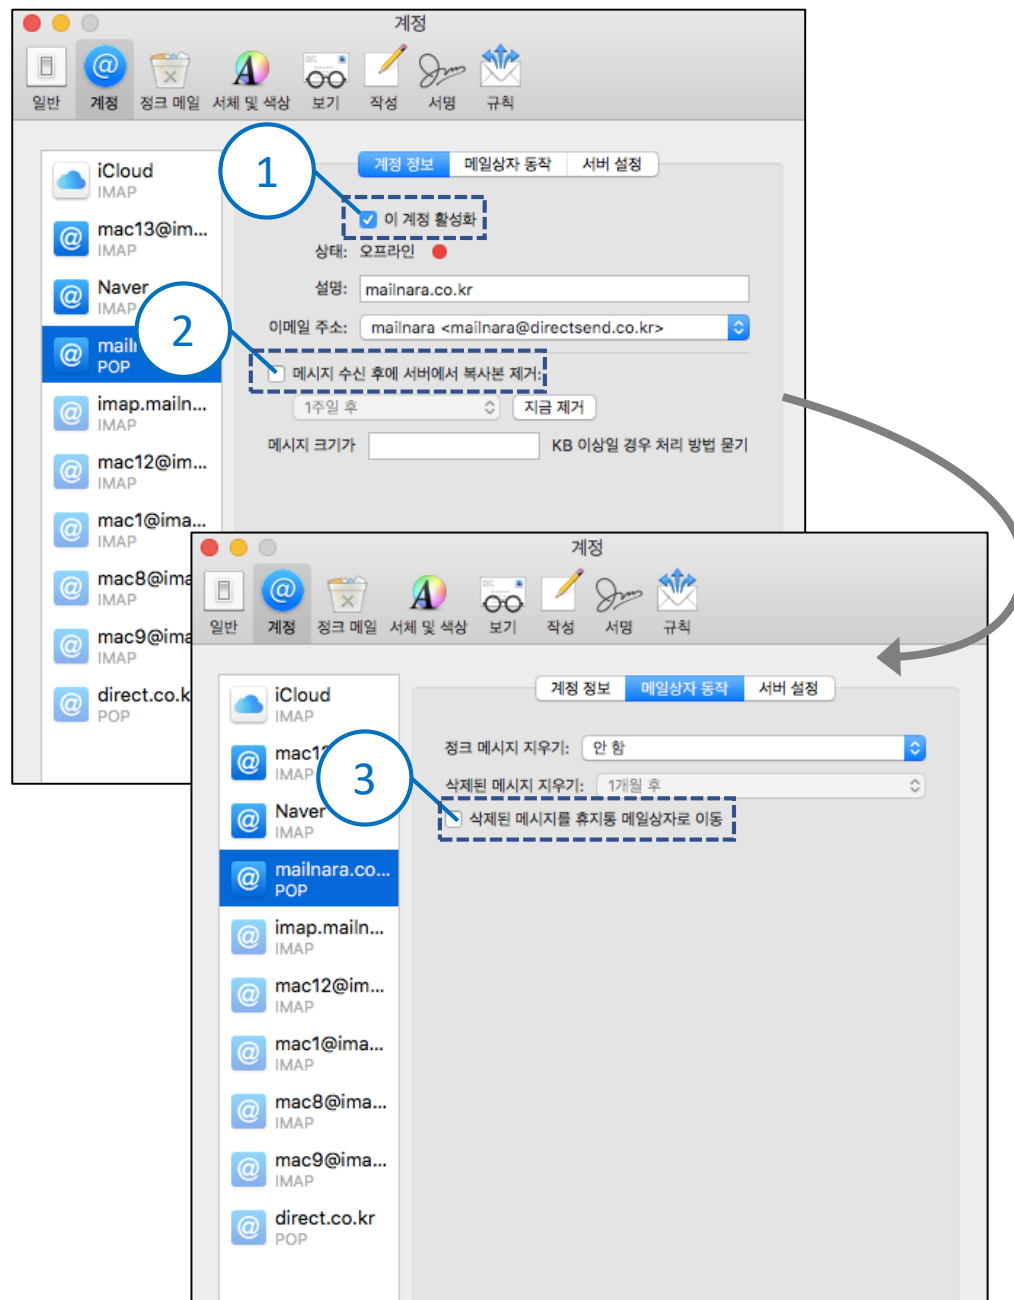 계정
일반 계정 정크 메일 서체 및 색상 보기 작성 서명 규칙
iCloud
IMAP
mac13@im...
IMAP
Naver
IMAP
POP
imap.mailn...
IMAP
mac12@im...
IMAP
mac1@ima...
IMAP
mac8@ima
IMAP
mac9@ima
IMAP
direct.co.k
POP
1
계정 정보 메일상자 동작 서버 설정
이 계정 활성화
상태: 오프라인
설명: mailnara.co.kr
2
이메일 주소: mailnara <mailnara@directsend.co.kr>
메시지 수신 후에 서버에서 복사본 제거:
1주일 후 지금 제거
메시지 크기가 KB 이상일 경우 처리 방법 묻기
계정
일반 계정 정크 메일 서체 및 색상 보기 작성 서명 규칙
iCloud
IMAP
IMAP
Naver
IMAP
mailnara.co...
POP
imap.mailn...
IMAP
mac12@im...
IMAP
mac1@ima...
IMAP
mac8@ima...
IMAP
mac9@ima...
IMAP
direct.co.kr
POP
계정 정보 메일상자 동작 서버 설정
정크 메시지 지우기: 안 함
3
삭제된 메시지 지우기: 1개월 후
삭제된 메시지를 휴지통 메일상자로 이동